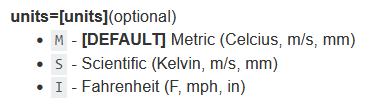 units=[units](optional)
• M - [DEFAULT] Metric (Celcius, m/s, mm)
• S - Scientific (Kelvin, m/s, mm)
• I - Fahrenheit (F, mph, in)